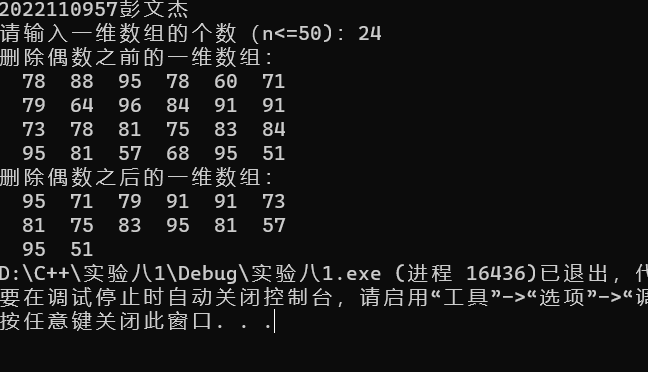 2022110957彭文杰
请输入一维数组的个数（n<=50）：24
删除偶数之前的一维数组：
78 88 95 78 60 71
79 64 96 84 91 91
73 78 81 75 83 84
95 81 57 68 95 51
删除偶数之后的一维数组：
95 71 79 91 91 73
81 75 83 95 81 57
95 51
D:\C++\实验八1\Debug\实验八1.exe (进程 16436)已退出，代
要在调试停止时自动关闭控制台，请启用“工具”->“选项”->“调
按任意键关闭此窗口. . .